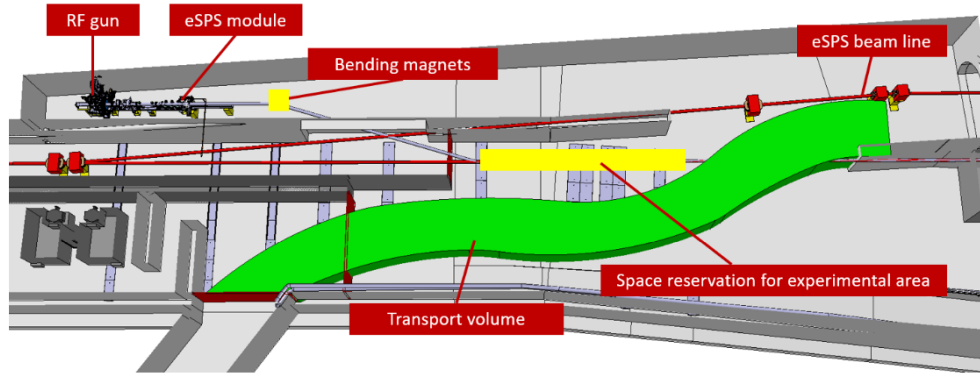 RF gun
eSPS module
Bending magnets
eSPS beam line
Space reservation for experimental area
Transport volume